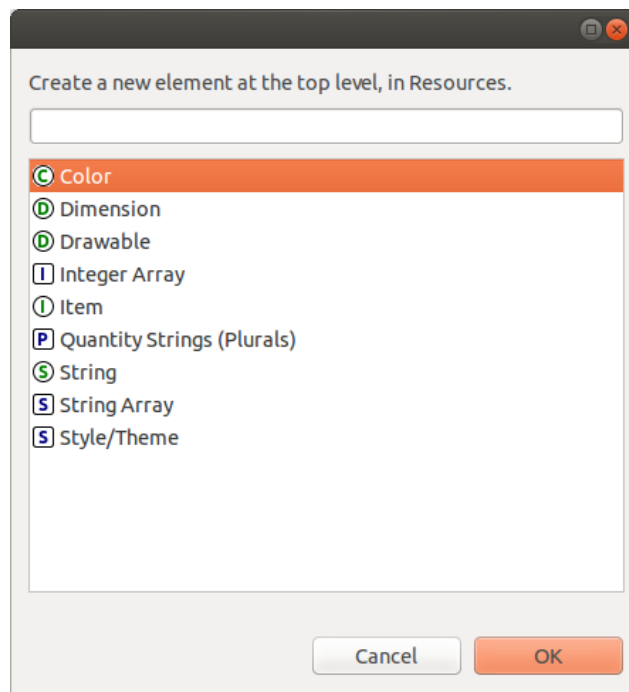 Create a new element at the top level, in Resources.
C Color
D Dimension
D Drawable
I Integer Array
I Item
P Quantity Strings (Plurals)
S String
S String Array
S Style/Theme
Cancel OK